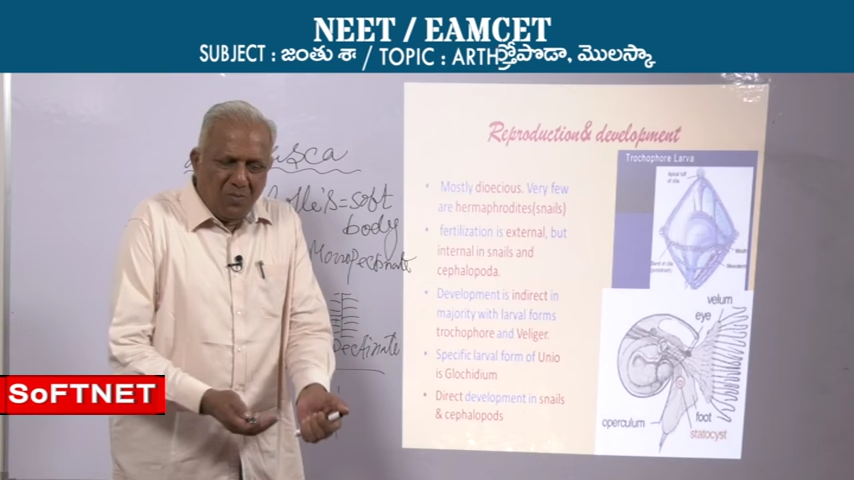 NEET / EAMCET
SUBJECT : జంతు శా / TOPIC : ARTHర్రోపొడా, మొలస్కా
Reproduction& development
Trochophore Larva
• Mostly dioecious. Very few
are hermaphrodites(snails)
• fertilization is external, but
internal in snails and
cephalopoda.
• Development is indirect in
majority with larval forms
trochophore and Veliger.
• Specific larval form of Unio
is Glochidium
• Direct development in snails
& cephalopods
velum
eye
operculum
foot
statocyst
= soft
body
Monopectinate
Pectinate
SoFTNET